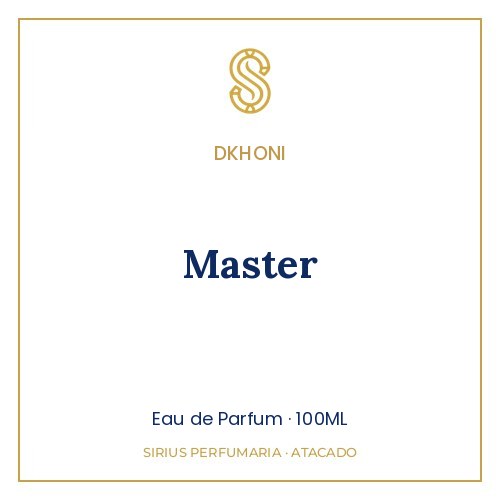 DKHONI
Master
Eau de Parfum · 100ML
SIRIUS PERFUMARIA · ATACADO